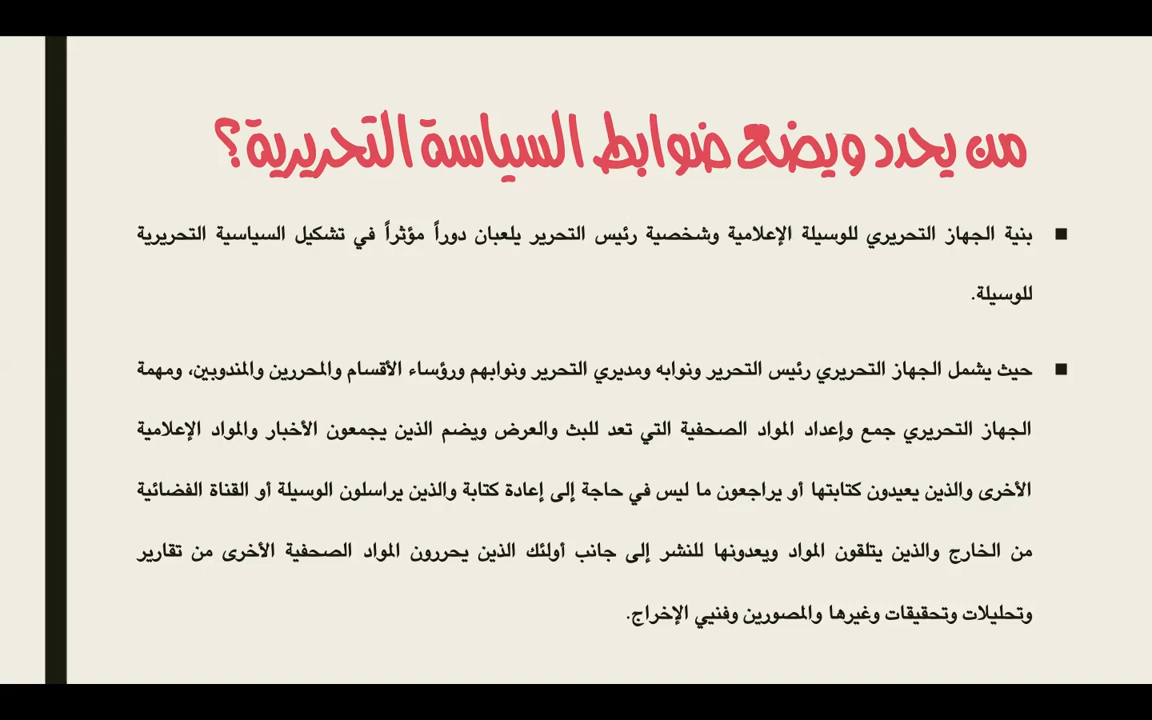 من يحدد ويضع ضوابط السياسة التحريرية؟
■ بنية الجهاز التحريري للوسيلة الإعلامية وشخصية رئيس التحرير يلعبان دوراً مؤثراً في تشكيل السياسية التحريرية
للوسيلة.
■ حيث يشمل الجهاز التحريري رئيس التحرير ونوابه ومديري التحرير ونوابهم ورؤساء الأقسام والمحررين والمندوبين، ومهمة
الجهاز التحريري جمع وإعداد المواد الصحفية التي تعد للبث والعرض ويضم الذين يجمعون الأخبار والمواد الإعلامية
الأخرى والذين يعيدون كتابتها أو يراجعون ما ليس في حاجة إلى إعادة كتابة والذين يراسلون الوسيلة أو القناة الفضائية
من الخارج والذين يتلقون المواد ويعدونها للنشر إلى جانب أولئك الذين يحررون المواد الصحفية الأخرى من تقارير
وتحليلات وتحقيقات وغيرها والمصورين وفنيي الإخراج.